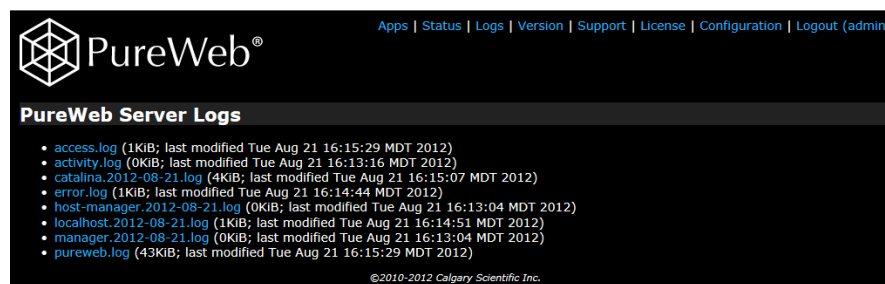 PureWeb®
Apps | Status | Logs | Version | Support | License | Configuration | Logout (admin
PureWeb Server Logs
• access.log (1KiB; last modified Tue Aug 21 16:15:29 MDT 2012)
• activity.log (0KiB; last modified Tue Aug 21 16:13:16 MDT 2012)
• catalina.2012-08-21.log (4KiB; last modified Tue Aug 21 16:15:07 MDT 2012)
• error.log (1KiB; last modified Tue Aug 21 16:14:44 MDT 2012)
• host-manager.2012-08-21.log (0KiB; last modified Tue Aug 21 16:13:04 MDT 2012)
• localhost.2012-08-21.log (1KiB; last modified Tue Aug 21 16:14:51 MDT 2012)
• manager.2012-08-21.log (0KiB; last modified Tue Aug 21 16:13:04 MDT 2012)
• pureweb.log (43KiB; last modified Tue Aug 21 16:15:29 MDT 2012)
©2010-2012 Calgary Scientific Inc.